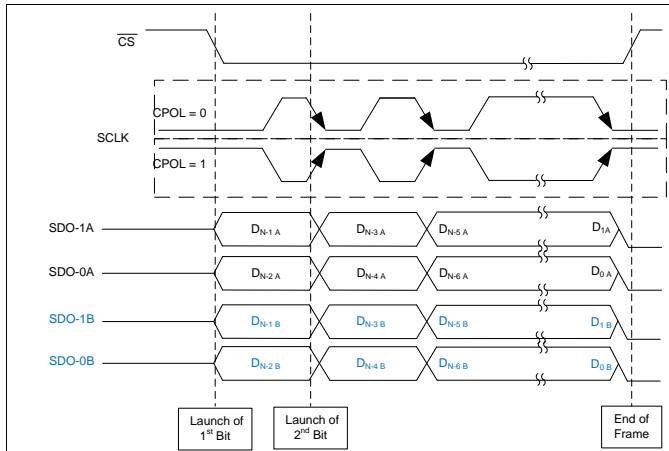 CS
CPOL = 0
SCLK
CPOL = 1
SDO-1A DN-1 A DN-3 A DN-5 A D1A
SDO-0A DN-2 A DN-4 A DN-6 A D0 A
SDO-1B DN-1 B DN-3 B DN-5 B D1 B
SDO-0B DN-2 B DN-4 B DN-6 B D0 B
Launch of
1st Bit
Launch of
2nd Bit
End of
Frame